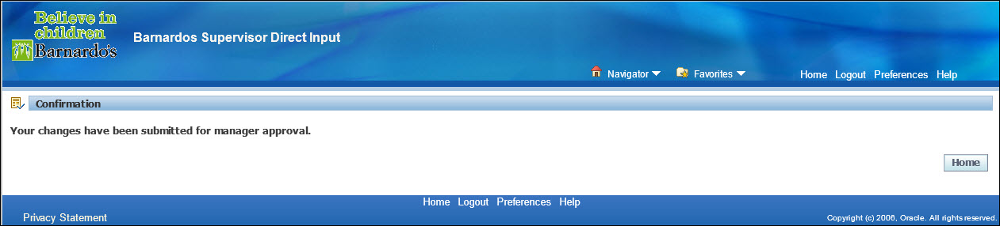 Believe in
children
Barnardo's
Barnardos Supervisor Direct Input
Navigator Favorites Home Logout Preferences Help
Confirmation
Your changes have been submitted for manager approval.
Home
Home Logout Preferences Help
Privacy Statement
Copyright (c) 2006, Oracle. All rights reserved.